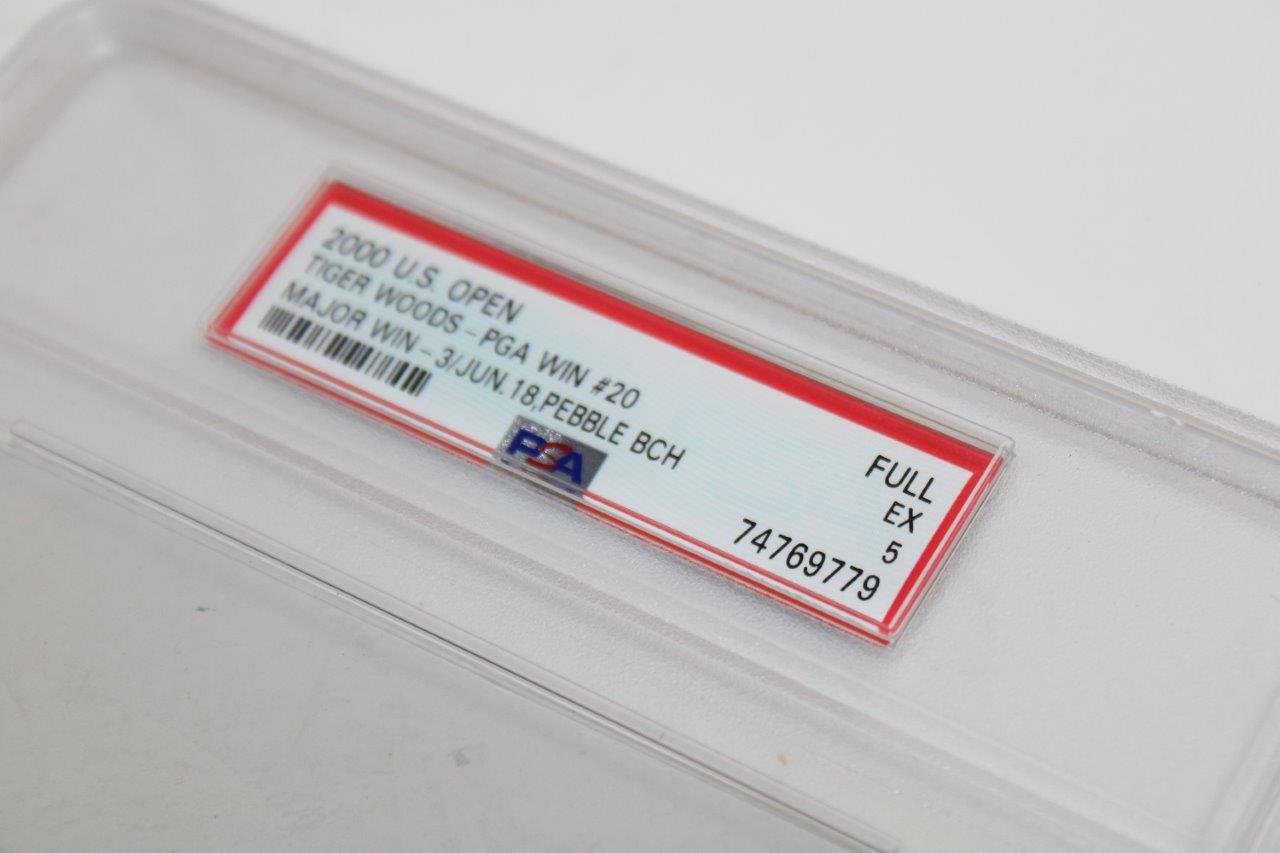 2000 U.S. OPEN
TIGER WOODS - PGA WIN #20
MAJOR WIN - 3/JUN.18,PEBBLE BCH
FULL
EX
5
74769779
PSA